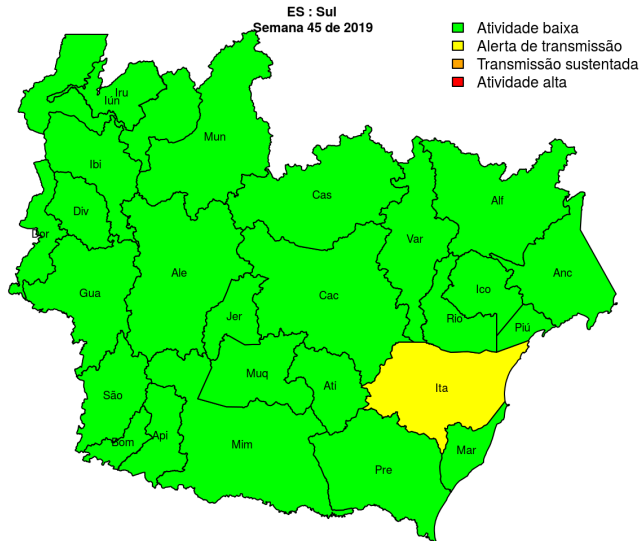 ES : Sul
Semana 45 de 2019
Atividade baixa
Alerta de transmissão
Transmissão sustentada
Atividade alta
Iru
Iún
Mun
Ibi
Cas
Alf
Div
Dor
Var
Ale
Anc
Gua
Cac
Ico
Jer
Rio
Piú
Muq
Ati
Ita
São
Bom
Api
Mim
Mar
Pre